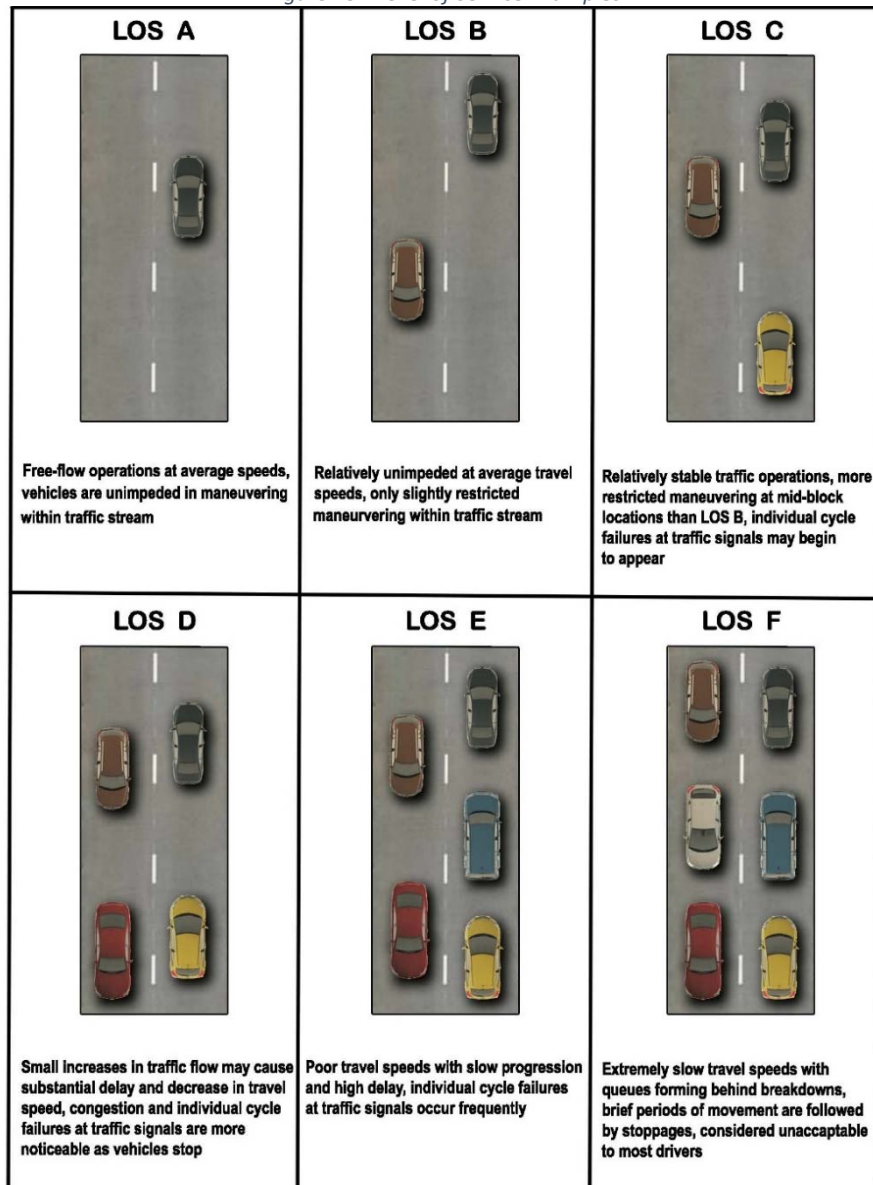 LOS A
Free-flow operations at average speeds,
vehicles are unimpeded in maneuvering
within traffic stream
LOS B
Relatively unimpeded at average travel
speeds, only slightly restricted
maneurvering within traffic stream
LOS C
Relatively stable traffic operations, more
restricted maneuvering at mid-block
locations than LOS B, individual cycle
failures at traffic signals may begin
to appear
LOS D
Small increases in traffic flow may cause
substantial delay and decrease in travel
speed, congestion and individual cycle
failures at traffic signals are more
noticeable as vehicles stop
LOS E
Poor travel speeds with slow progression
and high delay, individual cycle failures
at traffic signals occur frequently
LOS F
Extremely slow travel speeds with
queues forming behind breakdowns,
brief periods of movement are followed
by stoppages, considered unaccaptable
to most drivers